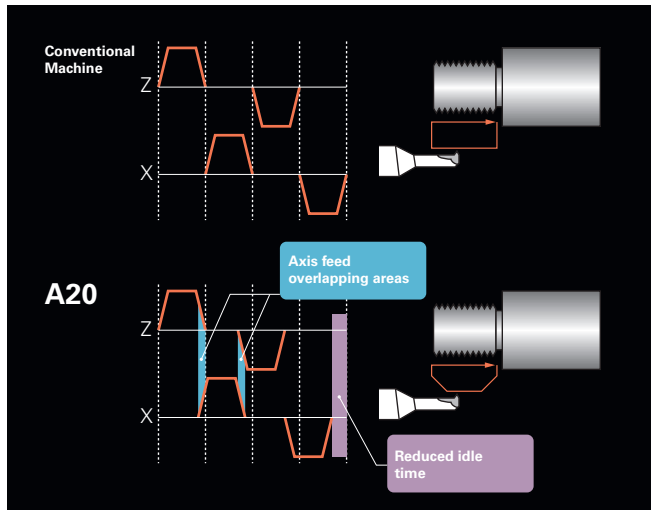 Conventional
Machine
Z
X
A20
Axis feed
overlapping areas
Z
X
Reduced idle
time